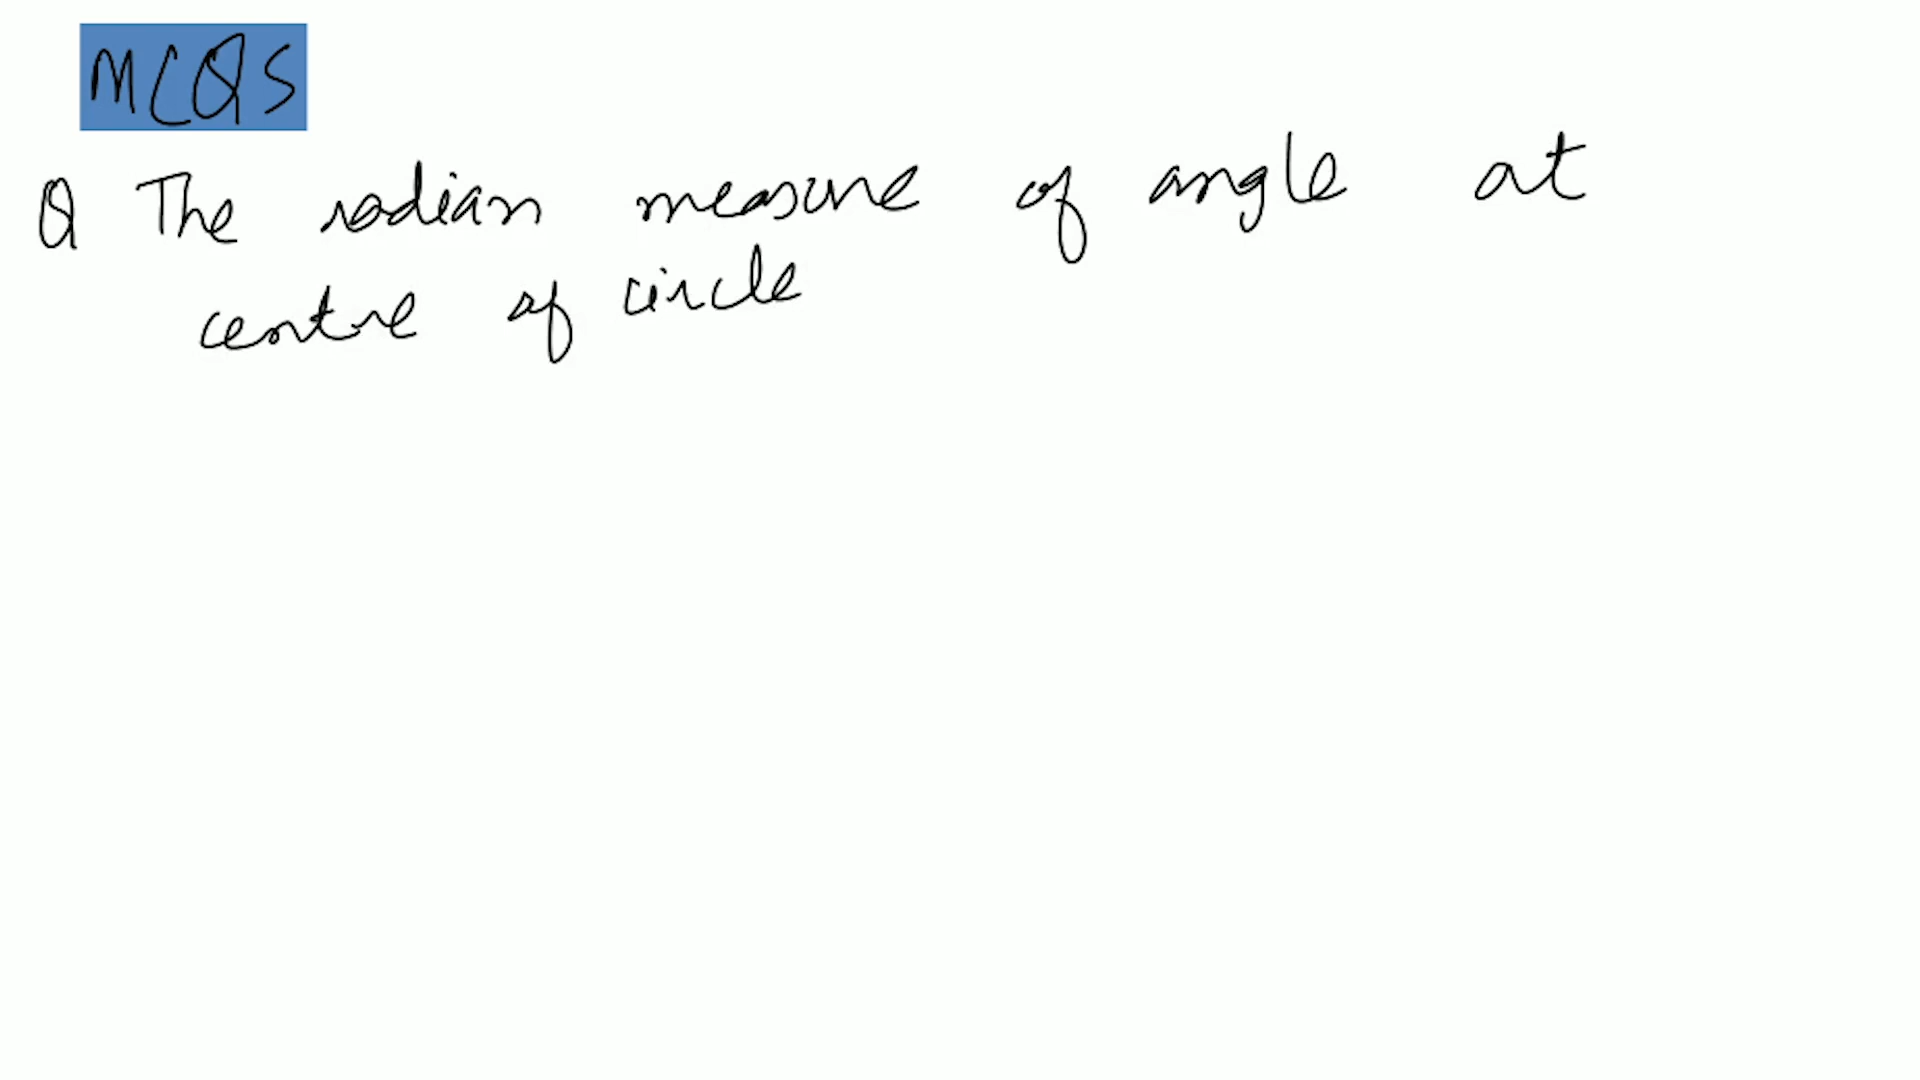 MCQS
Q The radian measure of angle at
centre of circle